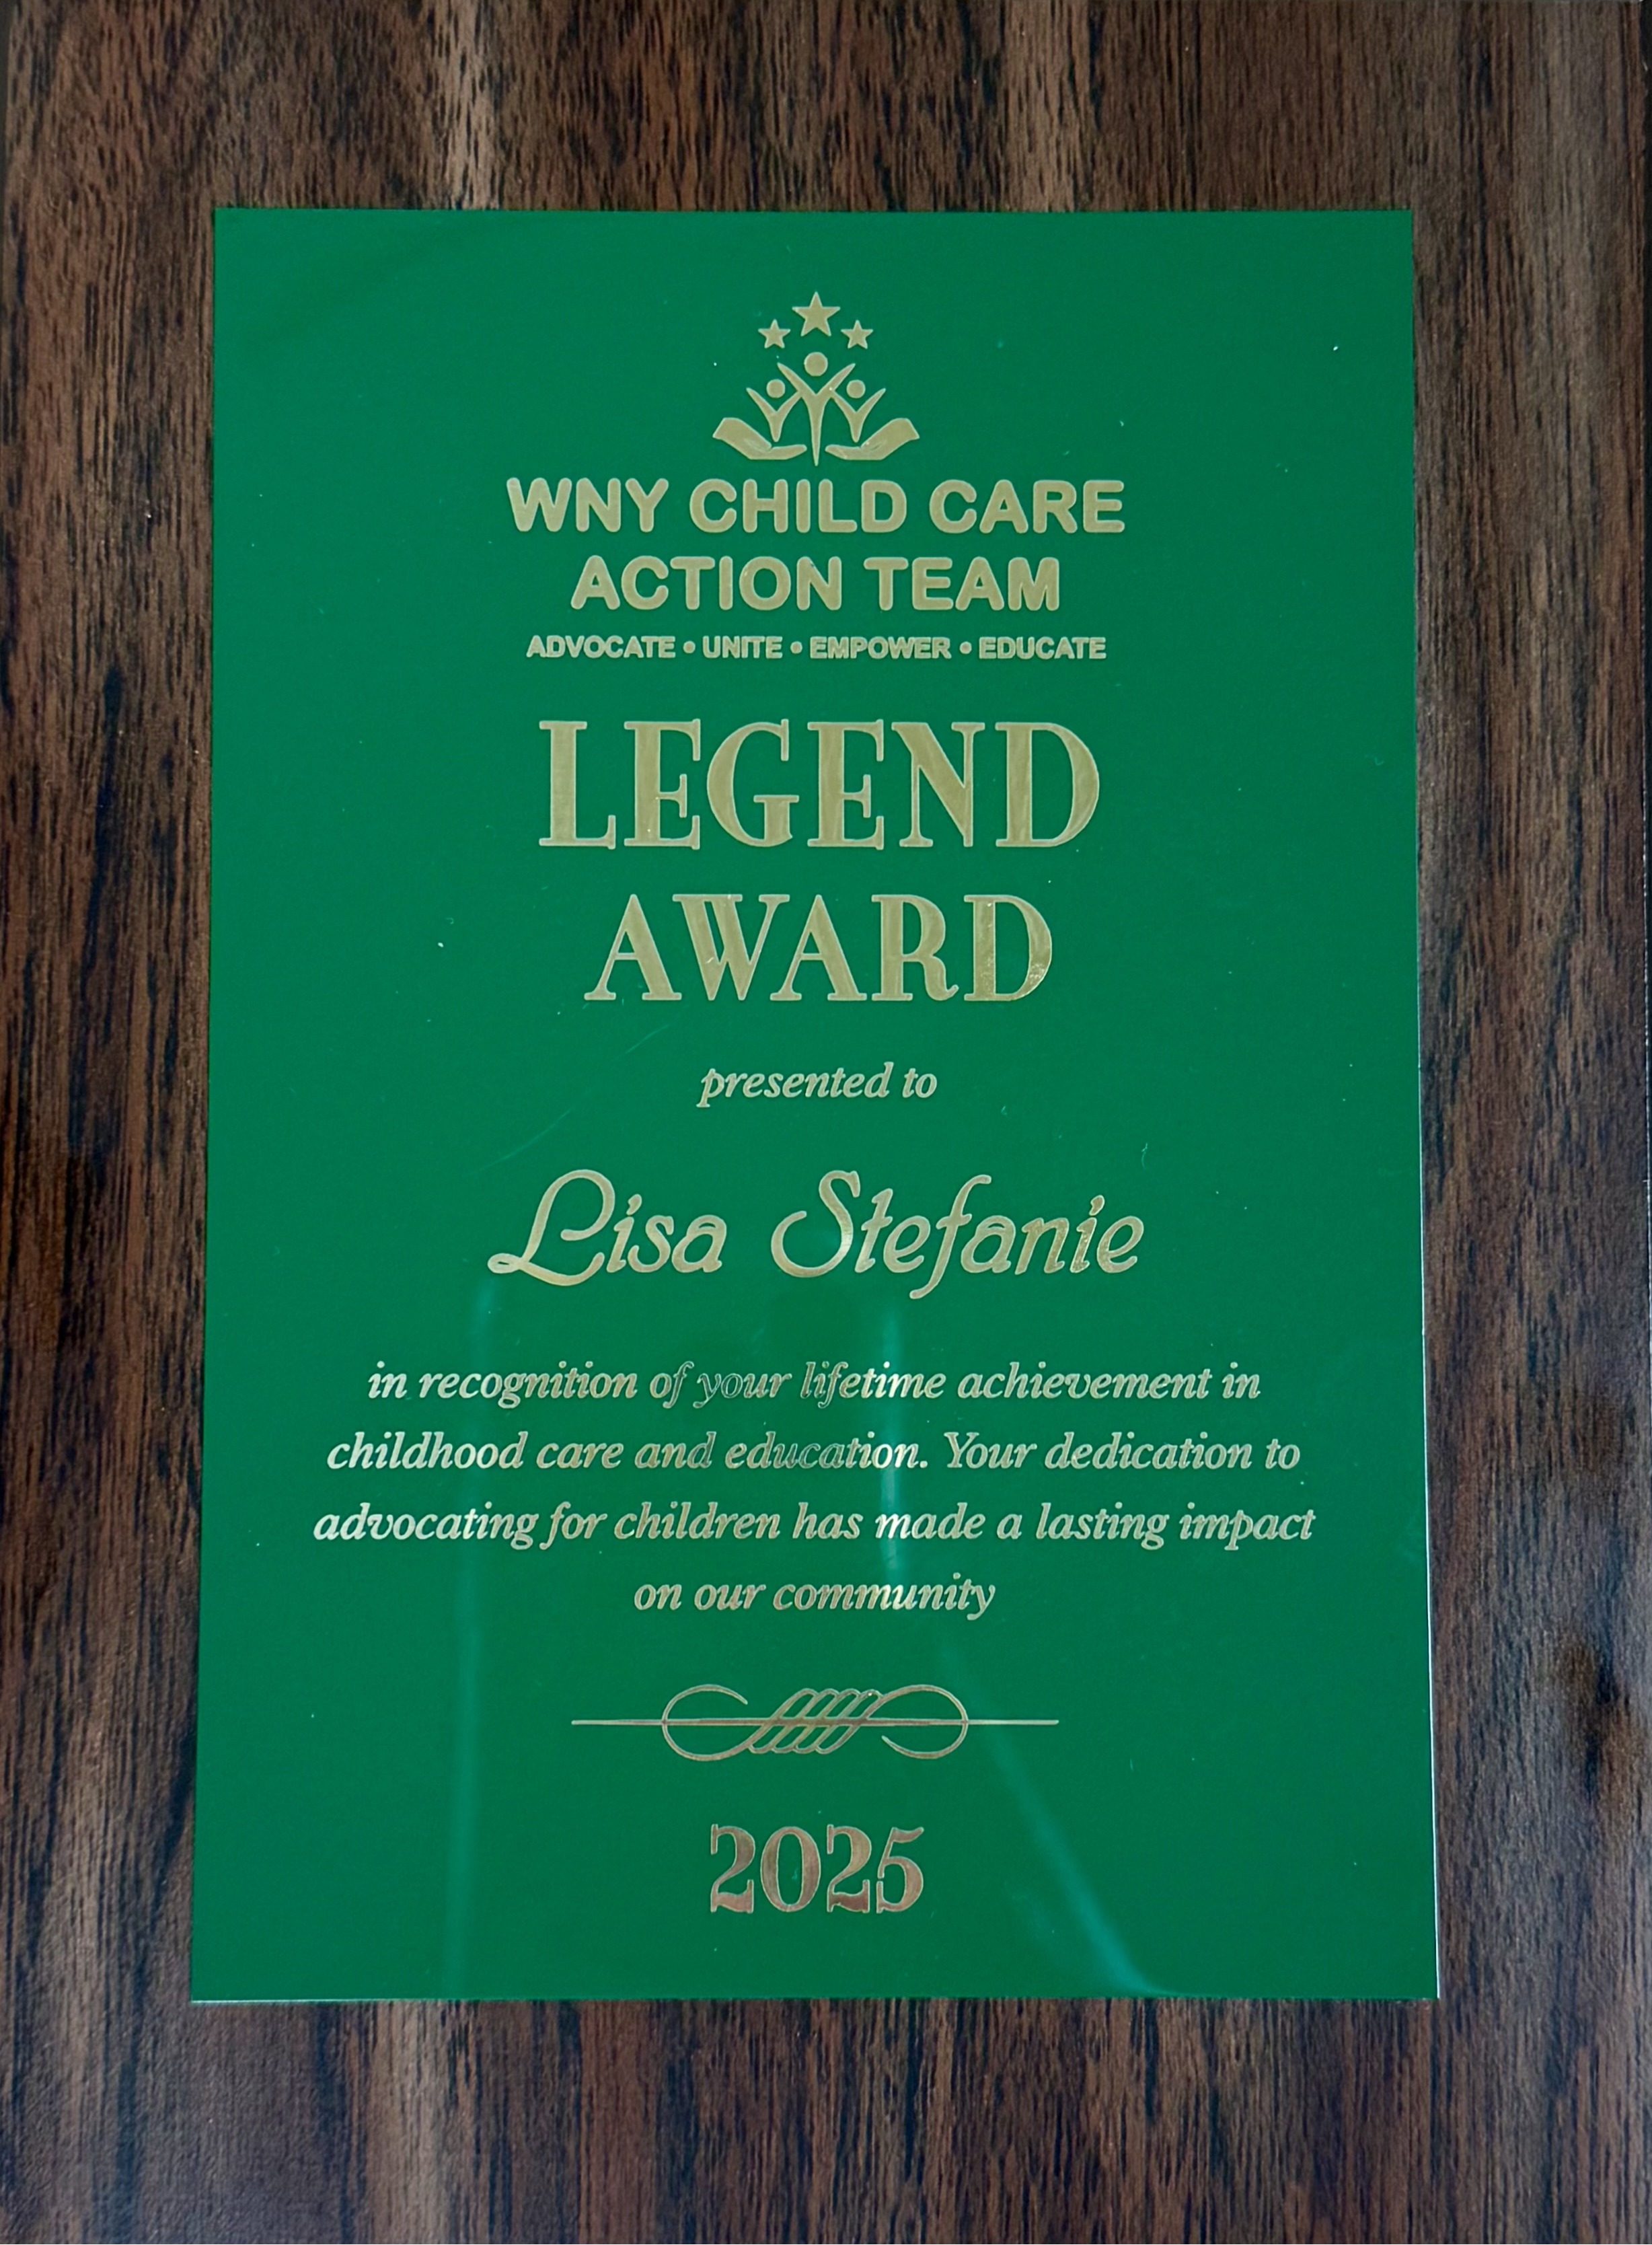 WNY CHILD CARE
ACTION TEAM
ADVOCATE • UNITE • EMPOWER • EDUCATE
LEGEND
AWARD
presented to
Lisa Stefanie
in recognition of your lifetime achievement in
childhood care and education. Your dedication to
advocating for children has made a lasting impact
on our community
2025